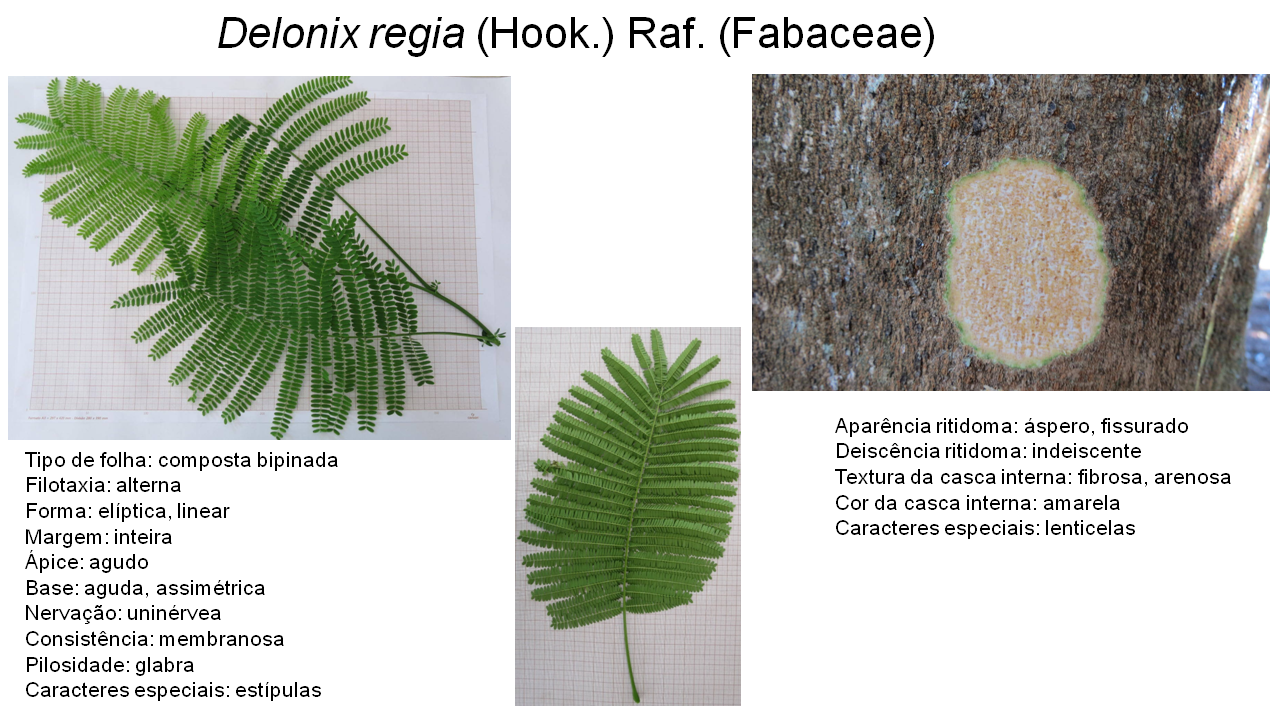 Delonix regia (Hook.) Raf. (Fabaceae)
Tipo de folha: composta bipinada
Filotaxia: alterna
Forma: elíptica, linear
Margem: inteira
Ápice: agudo
Base: aguda, assimétrica
Nervação: uninérvea
Consistência: membranosa
Pilosidade: glabra
Caracteres especiais: estípulas
Aparência ritidoma: áspero, fissurado
Deiscência ritidoma: indeiscente
Textura da casca interna: fibrosa, arenosa
Cor da casca interna: amarela
Caracteres especiais: lenticelas